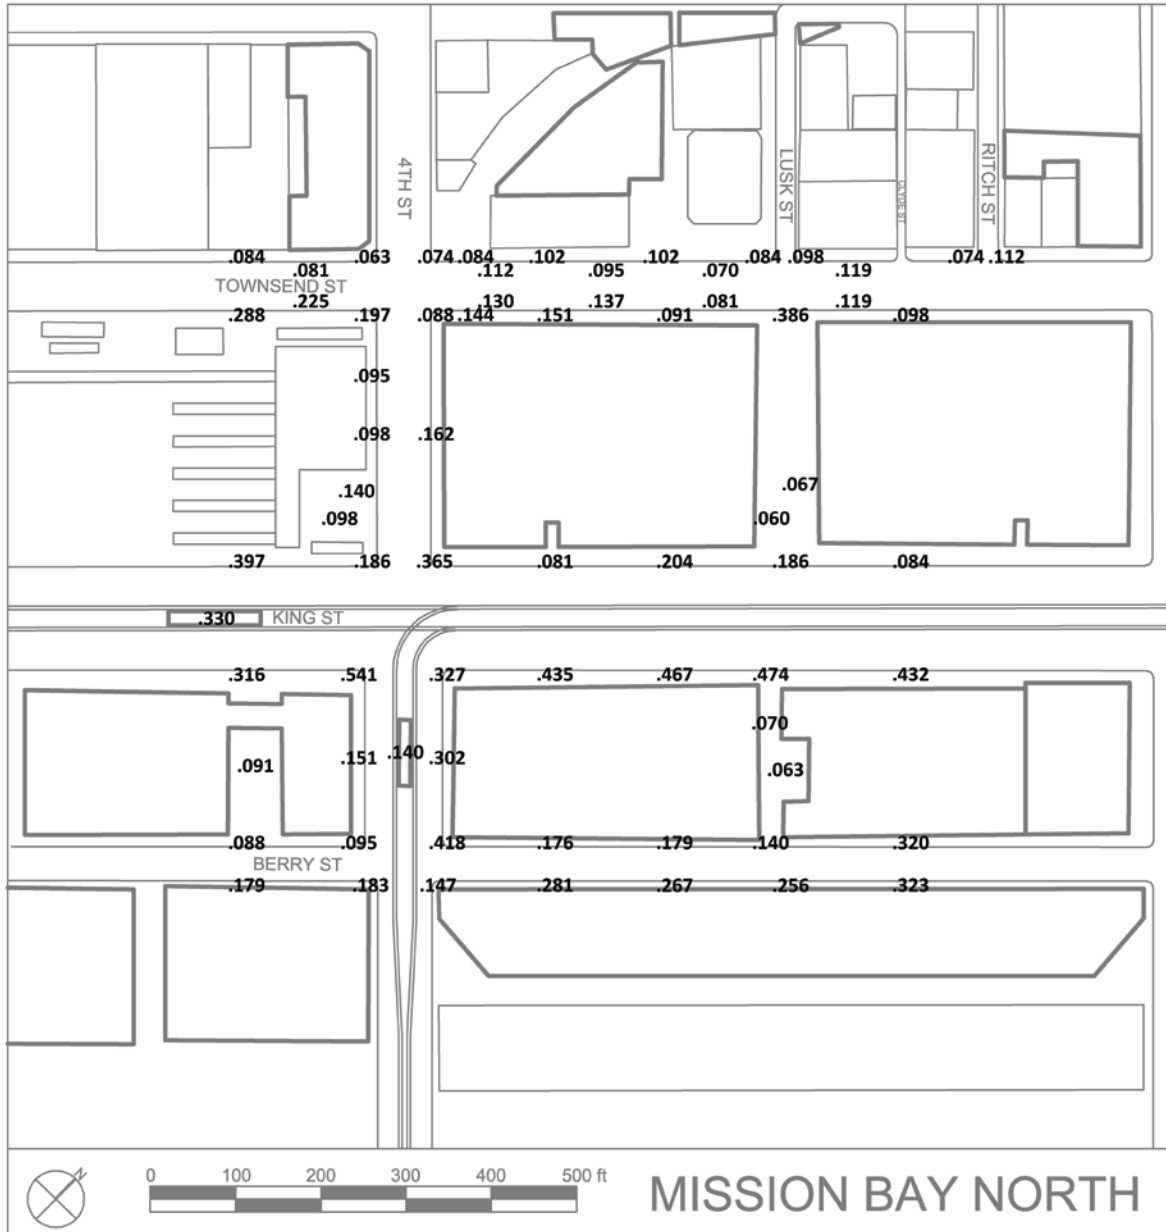 4TH ST
LUSK ST
CLYDE ST
RITCH ST
.084 .063 .074 .084 .102 .102 .084 .098 .074 .112
.081 .112 .095 .070 .119
TOWNSEND ST
.225 .130 .137 .081 .119
.288 .197 .088 .144 .151 .091 .386 .098
.095
.098 .162
.067
.140
.098 .060
.397 .186 .365 .081 .204 .186 .084
.330 KING ST
.316 .541 .327 .435 .467 .474 .432
.070
.140
.151 .302
.091 .063
.088 .095 .418 .176 .179 .140 .320
BERRY ST
.179 .183 .147 .281 .267 .256 .323
N
0 100 200 300 400 500 ft
MISSION BAY NORTH